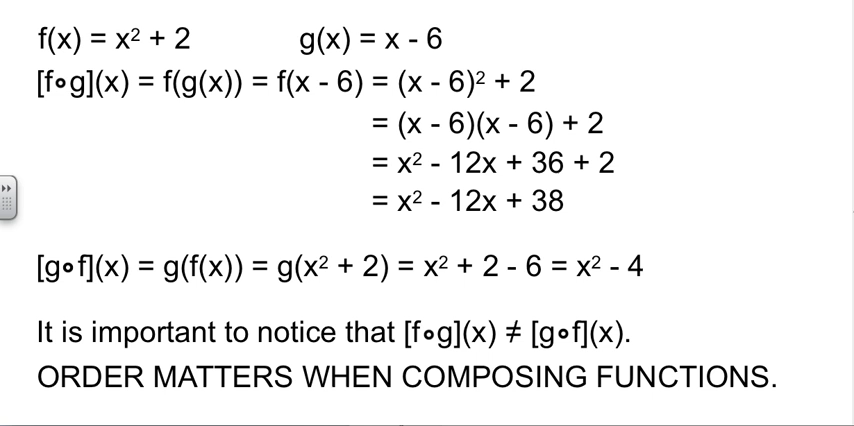 f(x) = x² + 2 g(x) = x - 6
[f∘g](x) = f(g(x)) = f(x - 6) = (x - 6)² + 2
= (x - 6)(x - 6) + 2
= x² - 12x + 36 + 2
= x² - 12x + 38
[g∘f](x) = g(f(x)) = g(x² + 2) = x² + 2 - 6 = x² - 4
It is important to notice that [f∘g](x) ≠ [g∘f](x).
ORDER MATTERS WHEN COMPOSING FUNCTIONS.